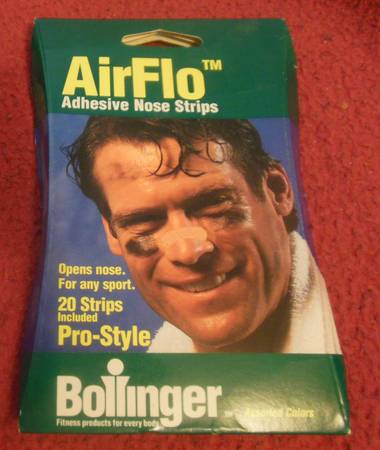 AirFlo™
Adhesive Nose Strips
Opens nose.
For any sport.
20 Strips
Included
Pro-Style
Bollinger™
Fitness products for every body.
Assorted Colors